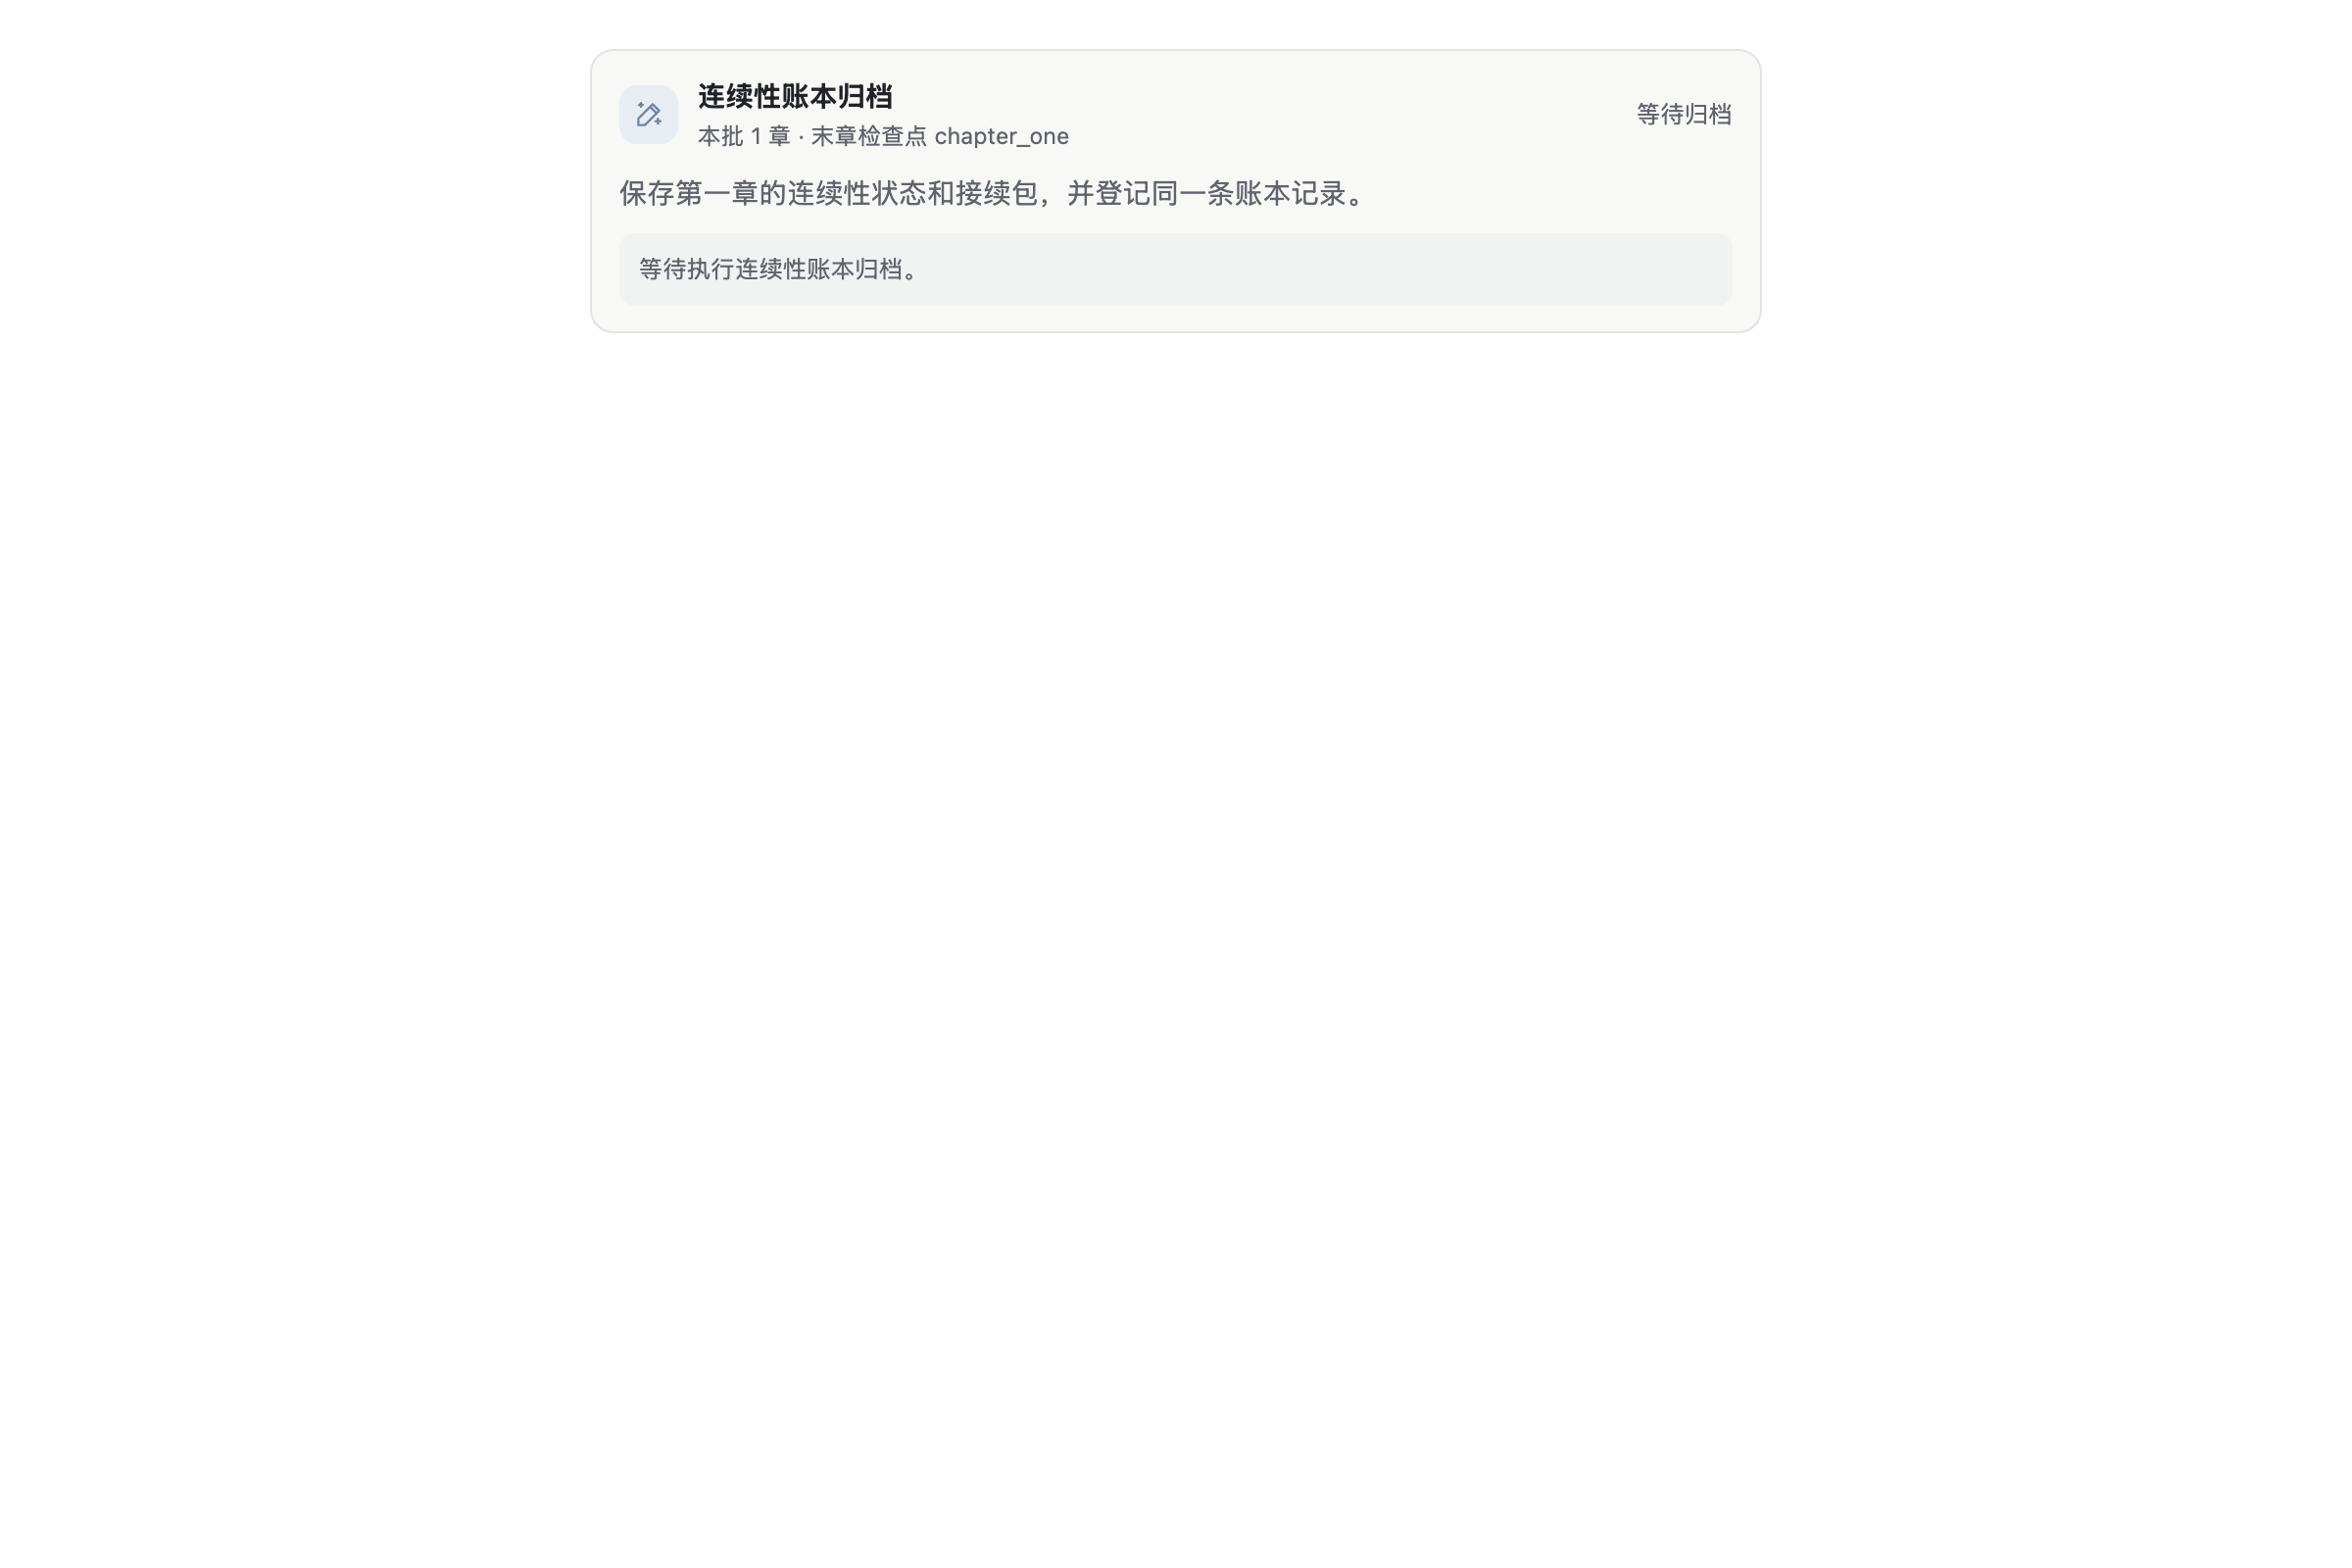 连续性账本归档
本批 1 章 · 末章检查点 chapter_one
等待归档
保存第一章的连续性状态和接续包，并登记同一条账本记录。
等待执行连续性账本归档。